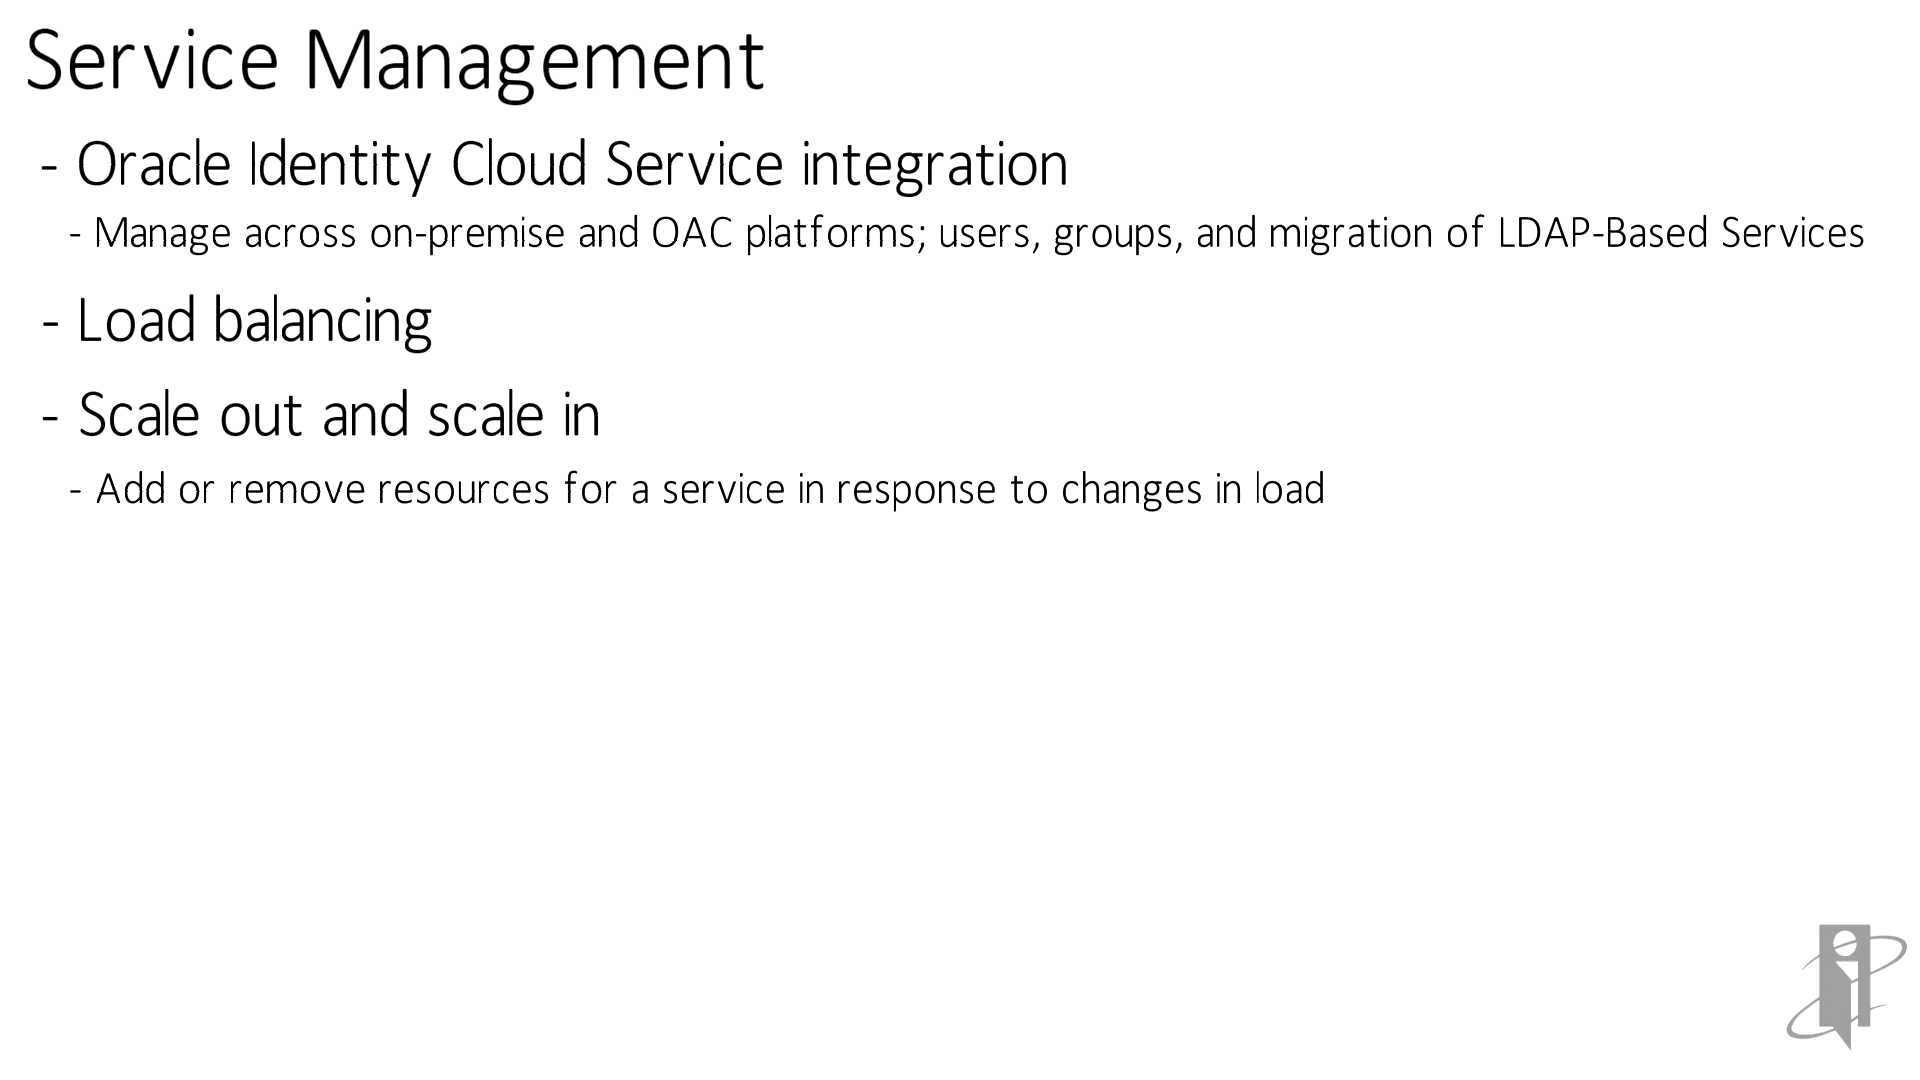 Service Management
- Oracle Identity Cloud Service integration
- Manage across on-premise and OAC platforms; users, groups, and migration of LDAP-Based Services
- Load balancing
- Scale out and scale in
- Add or remove resources for a service in response to changes in load